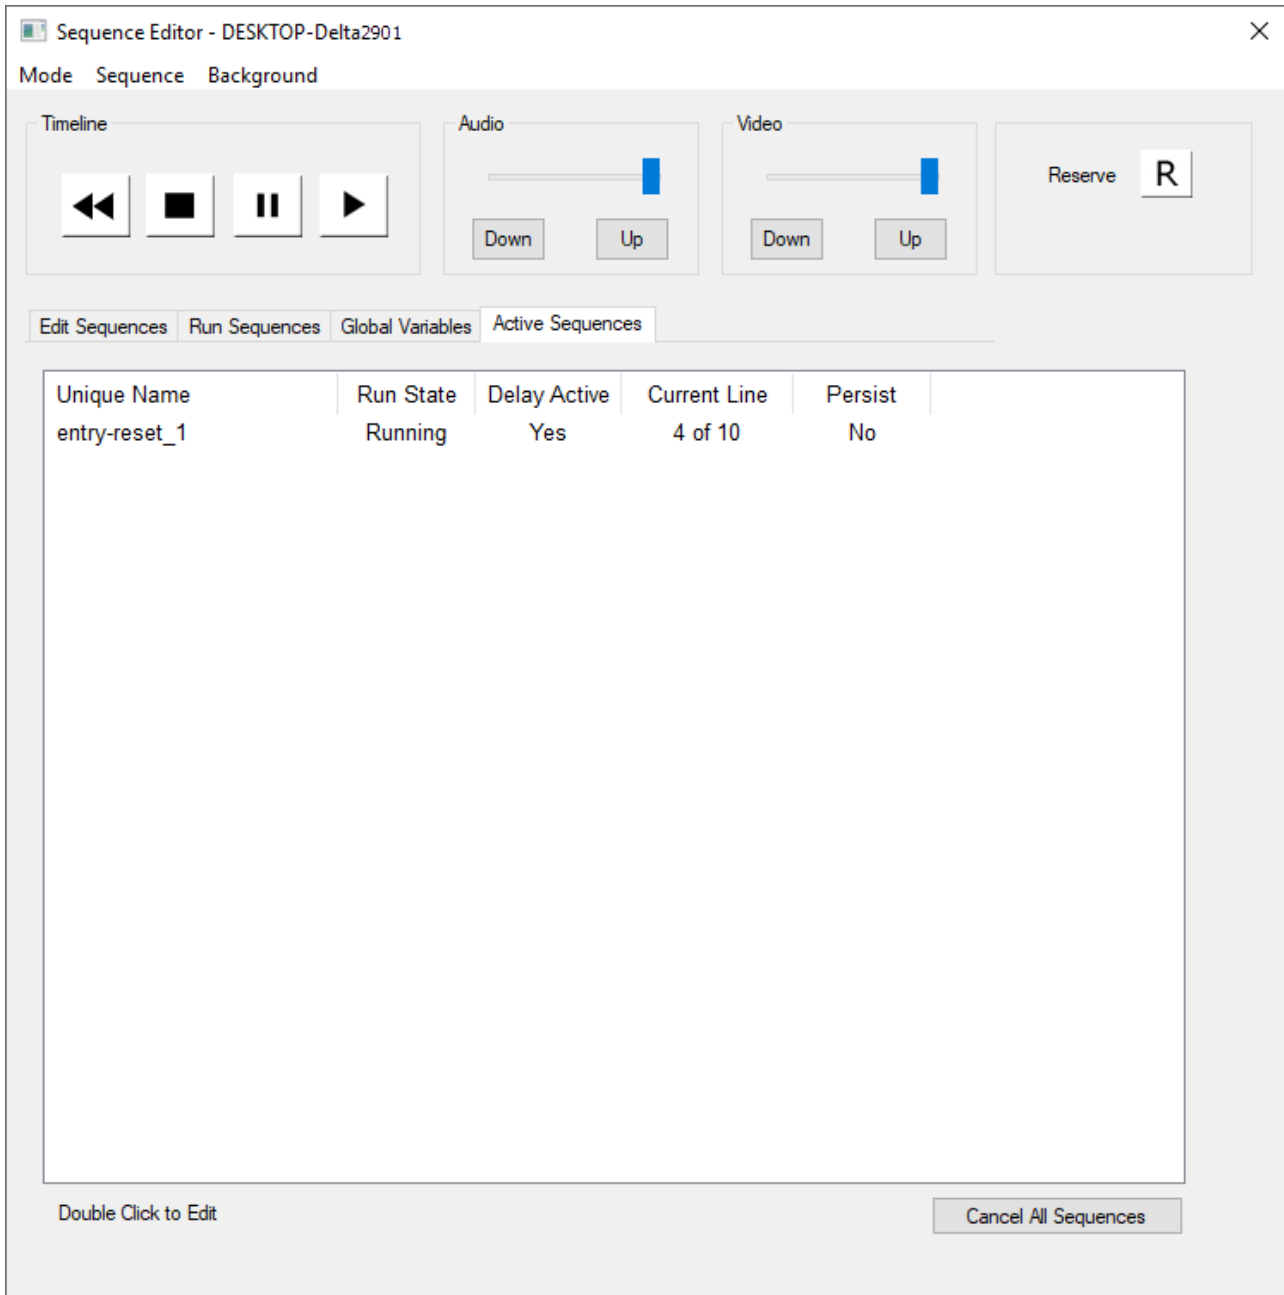 Sequence Editor - DESKTOP-Delta2901
Mode Sequence Background
Timeline
Audio
Video
Down Up
Down Up
Reserve R
Edit Sequences Run Sequences Global Variables Active Sequences
Unique Name Run State Delay Active Current Line Persist
entry-reset_1 Running Yes 4 of 10 No
Double Click to Edit
Cancel All Sequences